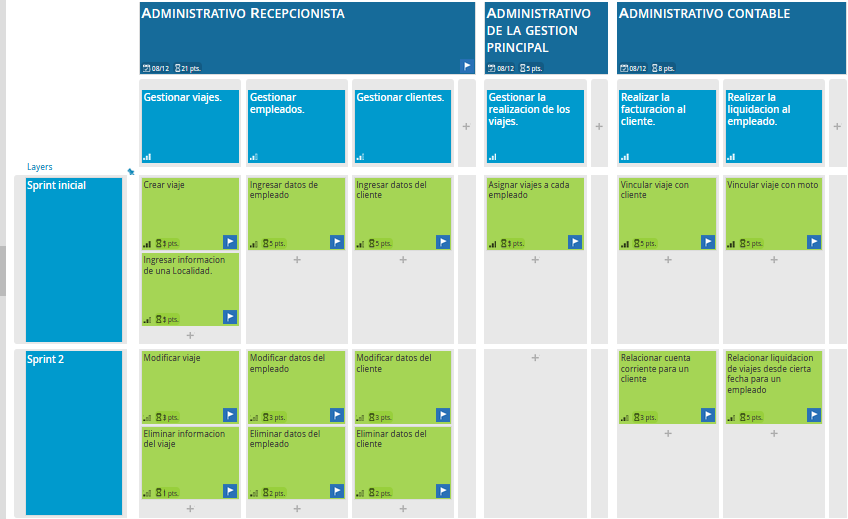 ADMINISTRATIVO RECEPCIONISTA
08/12 21 pts.
ADMINISTRATIVO
DE LA GESTION
PRINCIPAL
08/12 5 pts.
ADMINISTRATIVO CONTABLE
08/12 8 pts.
Gestionar viajes.
Gestionar
empleados.
Gestionar clientes.
+
Gestionar la
realizacion de los
viajes.
+
Realizar la
facturacion al
cliente.
Realizar la
liquidacion al
empleado.
+
Layers
Sprint inicial
Crear viaje
pts.
Ingresar informacion
de una Localidad.
pts.
+
Ingresar datos de
empleado
5 pts.
+
Ingresar datos del
cliente
5 pts.
+
Asignar viajes a cada
empleado
pts.
+
Vincular viaje con
cliente
5 pts.
+
Vincular viaje con moto
5 pts.
+
Sprint 2
Modificar viaje
pts.
Eliminar informacion
del viaje
pts.
+
Modificar datos del
empleado
3 pts.
Eliminar datos del
empleado
2 pts.
+
Modificar datos del
cliente
3 pts.
Eliminar datos del
cliente
2 pts.
+
+
Relacionar cuenta
corriente para un
cliente
3 pts.
+
Relacionar liquidacion
de viajes desde cierta
fecha para un
empleado
5 pts.
+